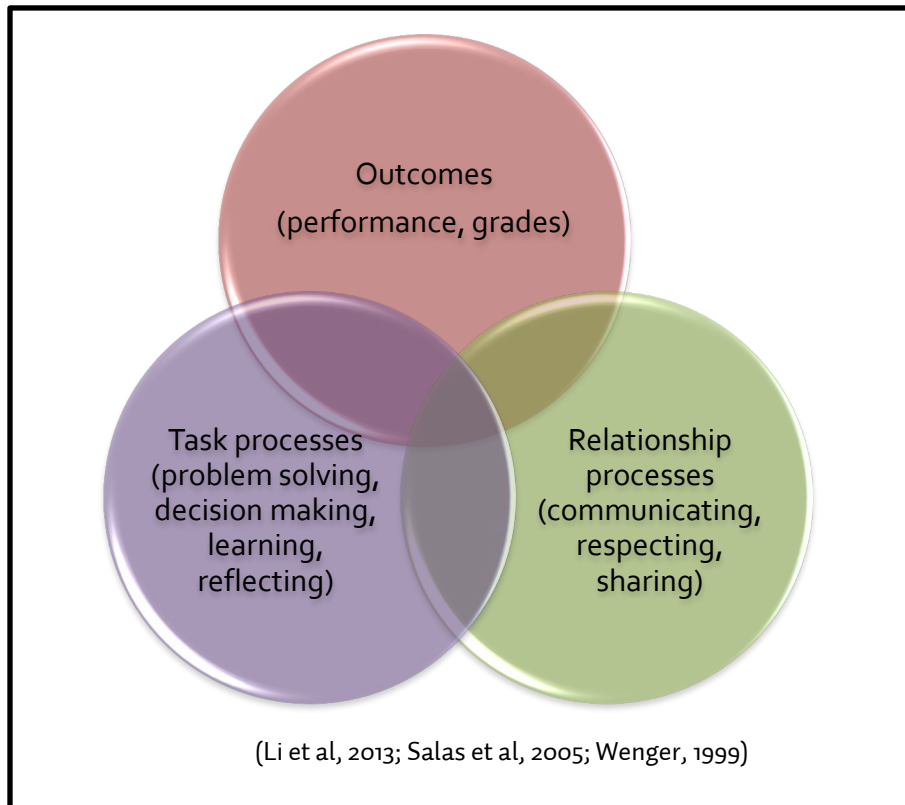 Outcomes
(performance, grades)
Task processes
(problem solving,
decision making,
learning,
reflecting)
Relationship
processes
(communicating,
respecting,
sharing)
(Li et al, 2013; Salas et al, 2005; Wenger, 1999)